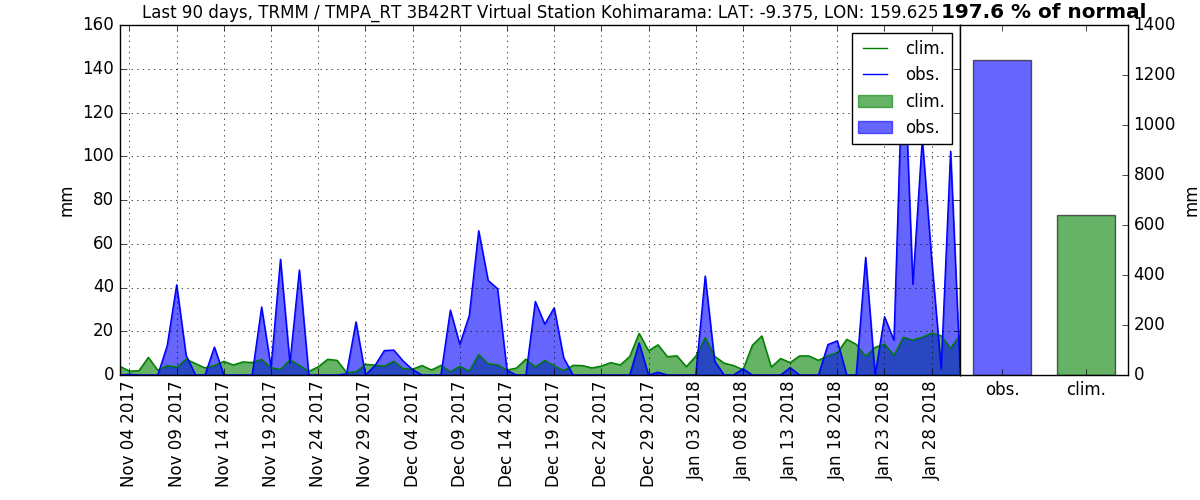 Last 90 days, TRMM / TMPA_RT 3B42RT Virtual Station Kohimarama: LAT: -9.375, LON: 159.625 197.6 % of normal
160
140
120
100
80
60
40
20
0
mm
clim.
obs.
clim.
obs.
1400
1200
1000
800
600
400
200
0
mm
Nov 04 2017
Nov 09 2017
Nov 14 2017
Nov 19 2017
Nov 24 2017
Nov 29 2017
Dec 04 2017
Dec 09 2017
Dec 14 2017
Dec 19 2017
Dec 24 2017
Dec 29 2017
Jan 03 2018
Jan 08 2018
Jan 13 2018
Jan 18 2018
Jan 23 2018
Jan 28 2018
obs.
clim.